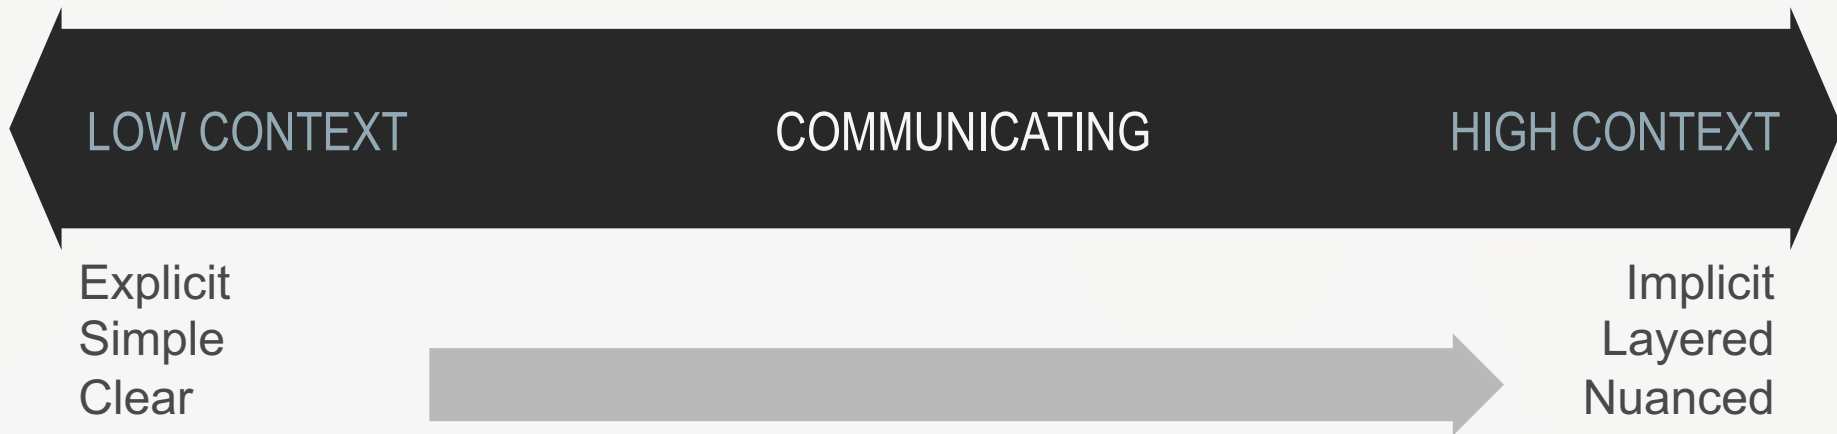 LOW CONTEXT COMMUNICATING HIGH CONTEXT
Explicit Implicit
Simple Layered
Clear Nuanced